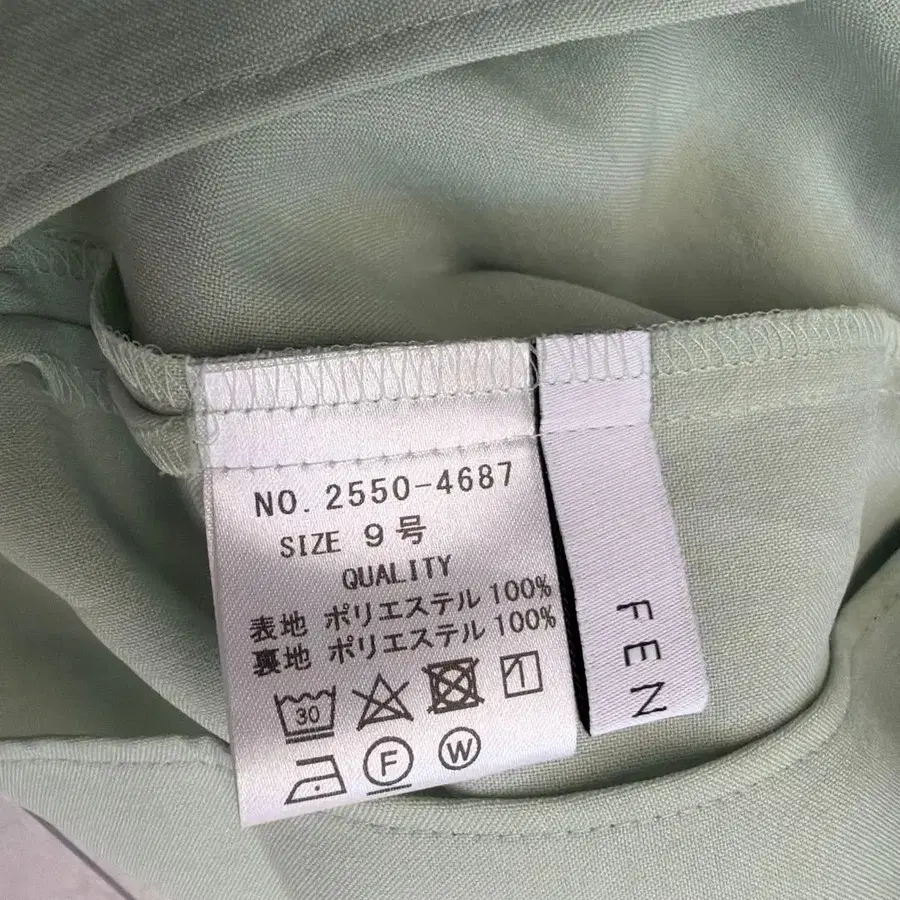 NO. 2550-4687
SIZE 9号
QUALITY
表地 ポリエステル 100%
裏地 ポリエステル 100%
30
F W
FEN